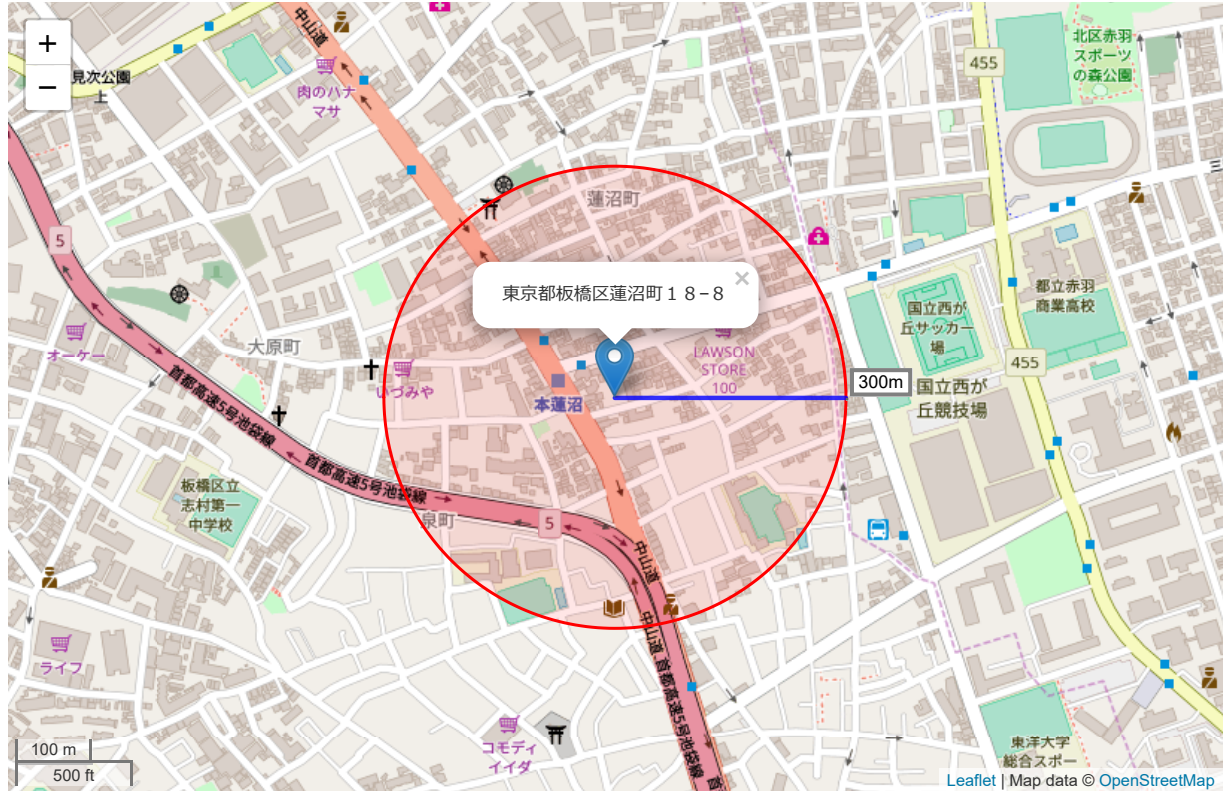 +
−
見次公園
上
中山道
肉のハナ
マサ
455
北区赤羽
スポーツ
の森公園
蓮沼町
5
東京都板橋区蓮沼町１８−８
×
都立赤羽
商業高校
国立西が
丘サッカー
場
オーケー
大原町
LAWSON
STORE
100
455
いづみや
本蓮沼
300m
国立西が
丘競技場
首都高速5号池袋線
首都高速5号池袋線
板橋区立
志村第一
中学校
泉町
5
中山道
中山道
首都高速5号池袋線
首
ライフ
コモディ
イイダ
東洋大学
総合スポー
100 m
500 ft
Leaflet | Map data © OpenStreetMap